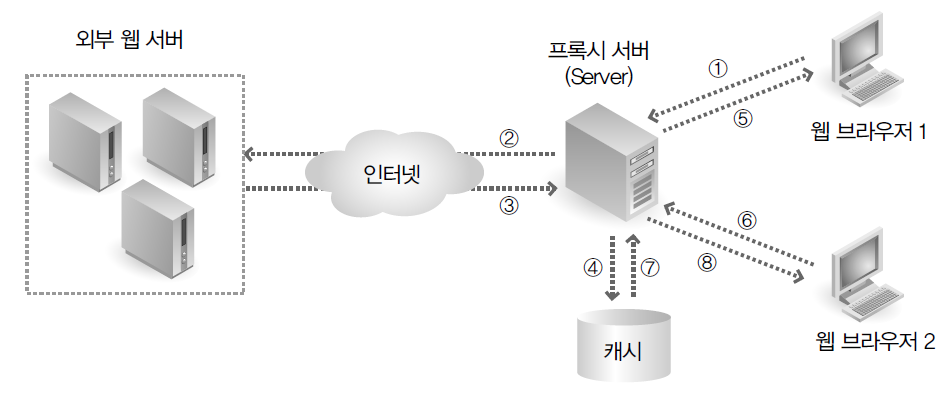 외부 웹 서버
프록시 서버
(Server)
①
⑤
웹 브라우저 1
②
인터넷
③
⑥
⑧
④
⑦
웹 브라우저 2
캐시